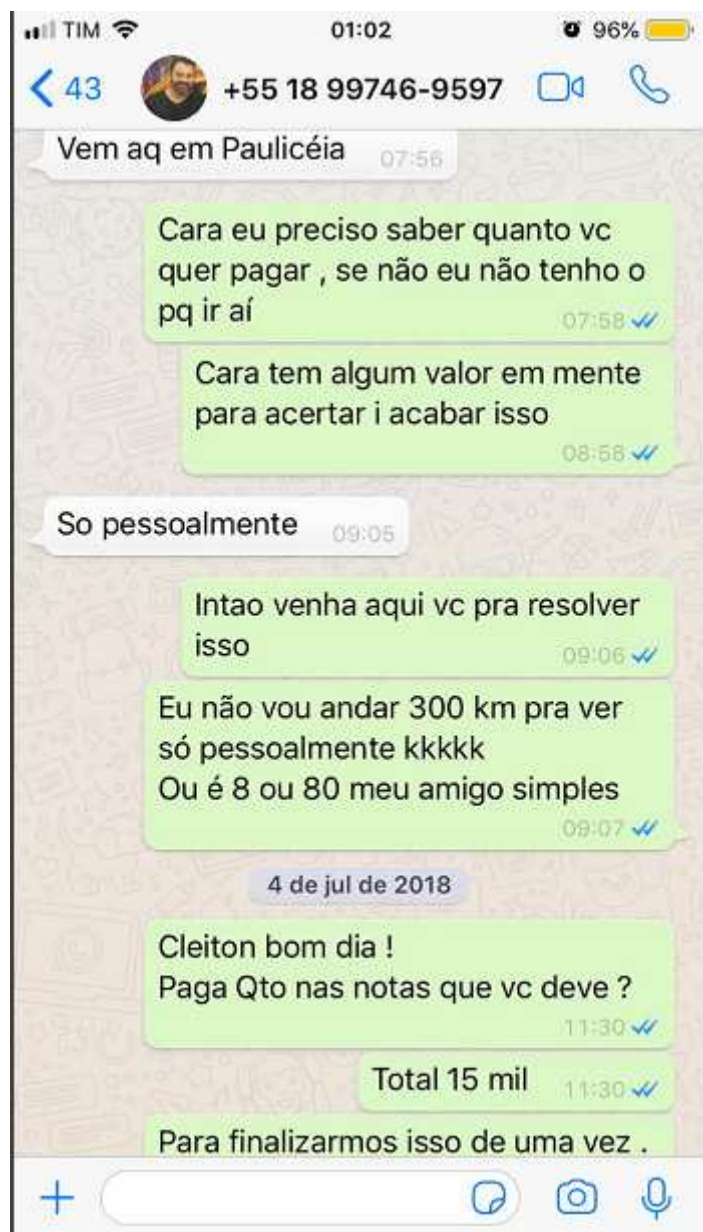 TIM 01:02 96%
43 +55 18 99746-9597
Vem aq em Paulicéia 07:56
Cara eu preciso saber quanto vc
quer pagar , se não eu não tenho o
pq ir aí 07:58
Cara tem algum valor em mente
para acertar i acabar isso
08:58
So pessoalmente 09:05
Intao venha aqui vc pra resolver
isso 09:06
Eu não vou andar 300 km pra ver
só pessoalmente kkkkk
Ou é 8 ou 80 meu amigo simples
09:07
4 de jul de 2018
Cleiton bom dia !
Paga Qto nas notas que vc deve ?
11:30
Total 15 mil 11:30
Para finalizarmos isso de uma vez .